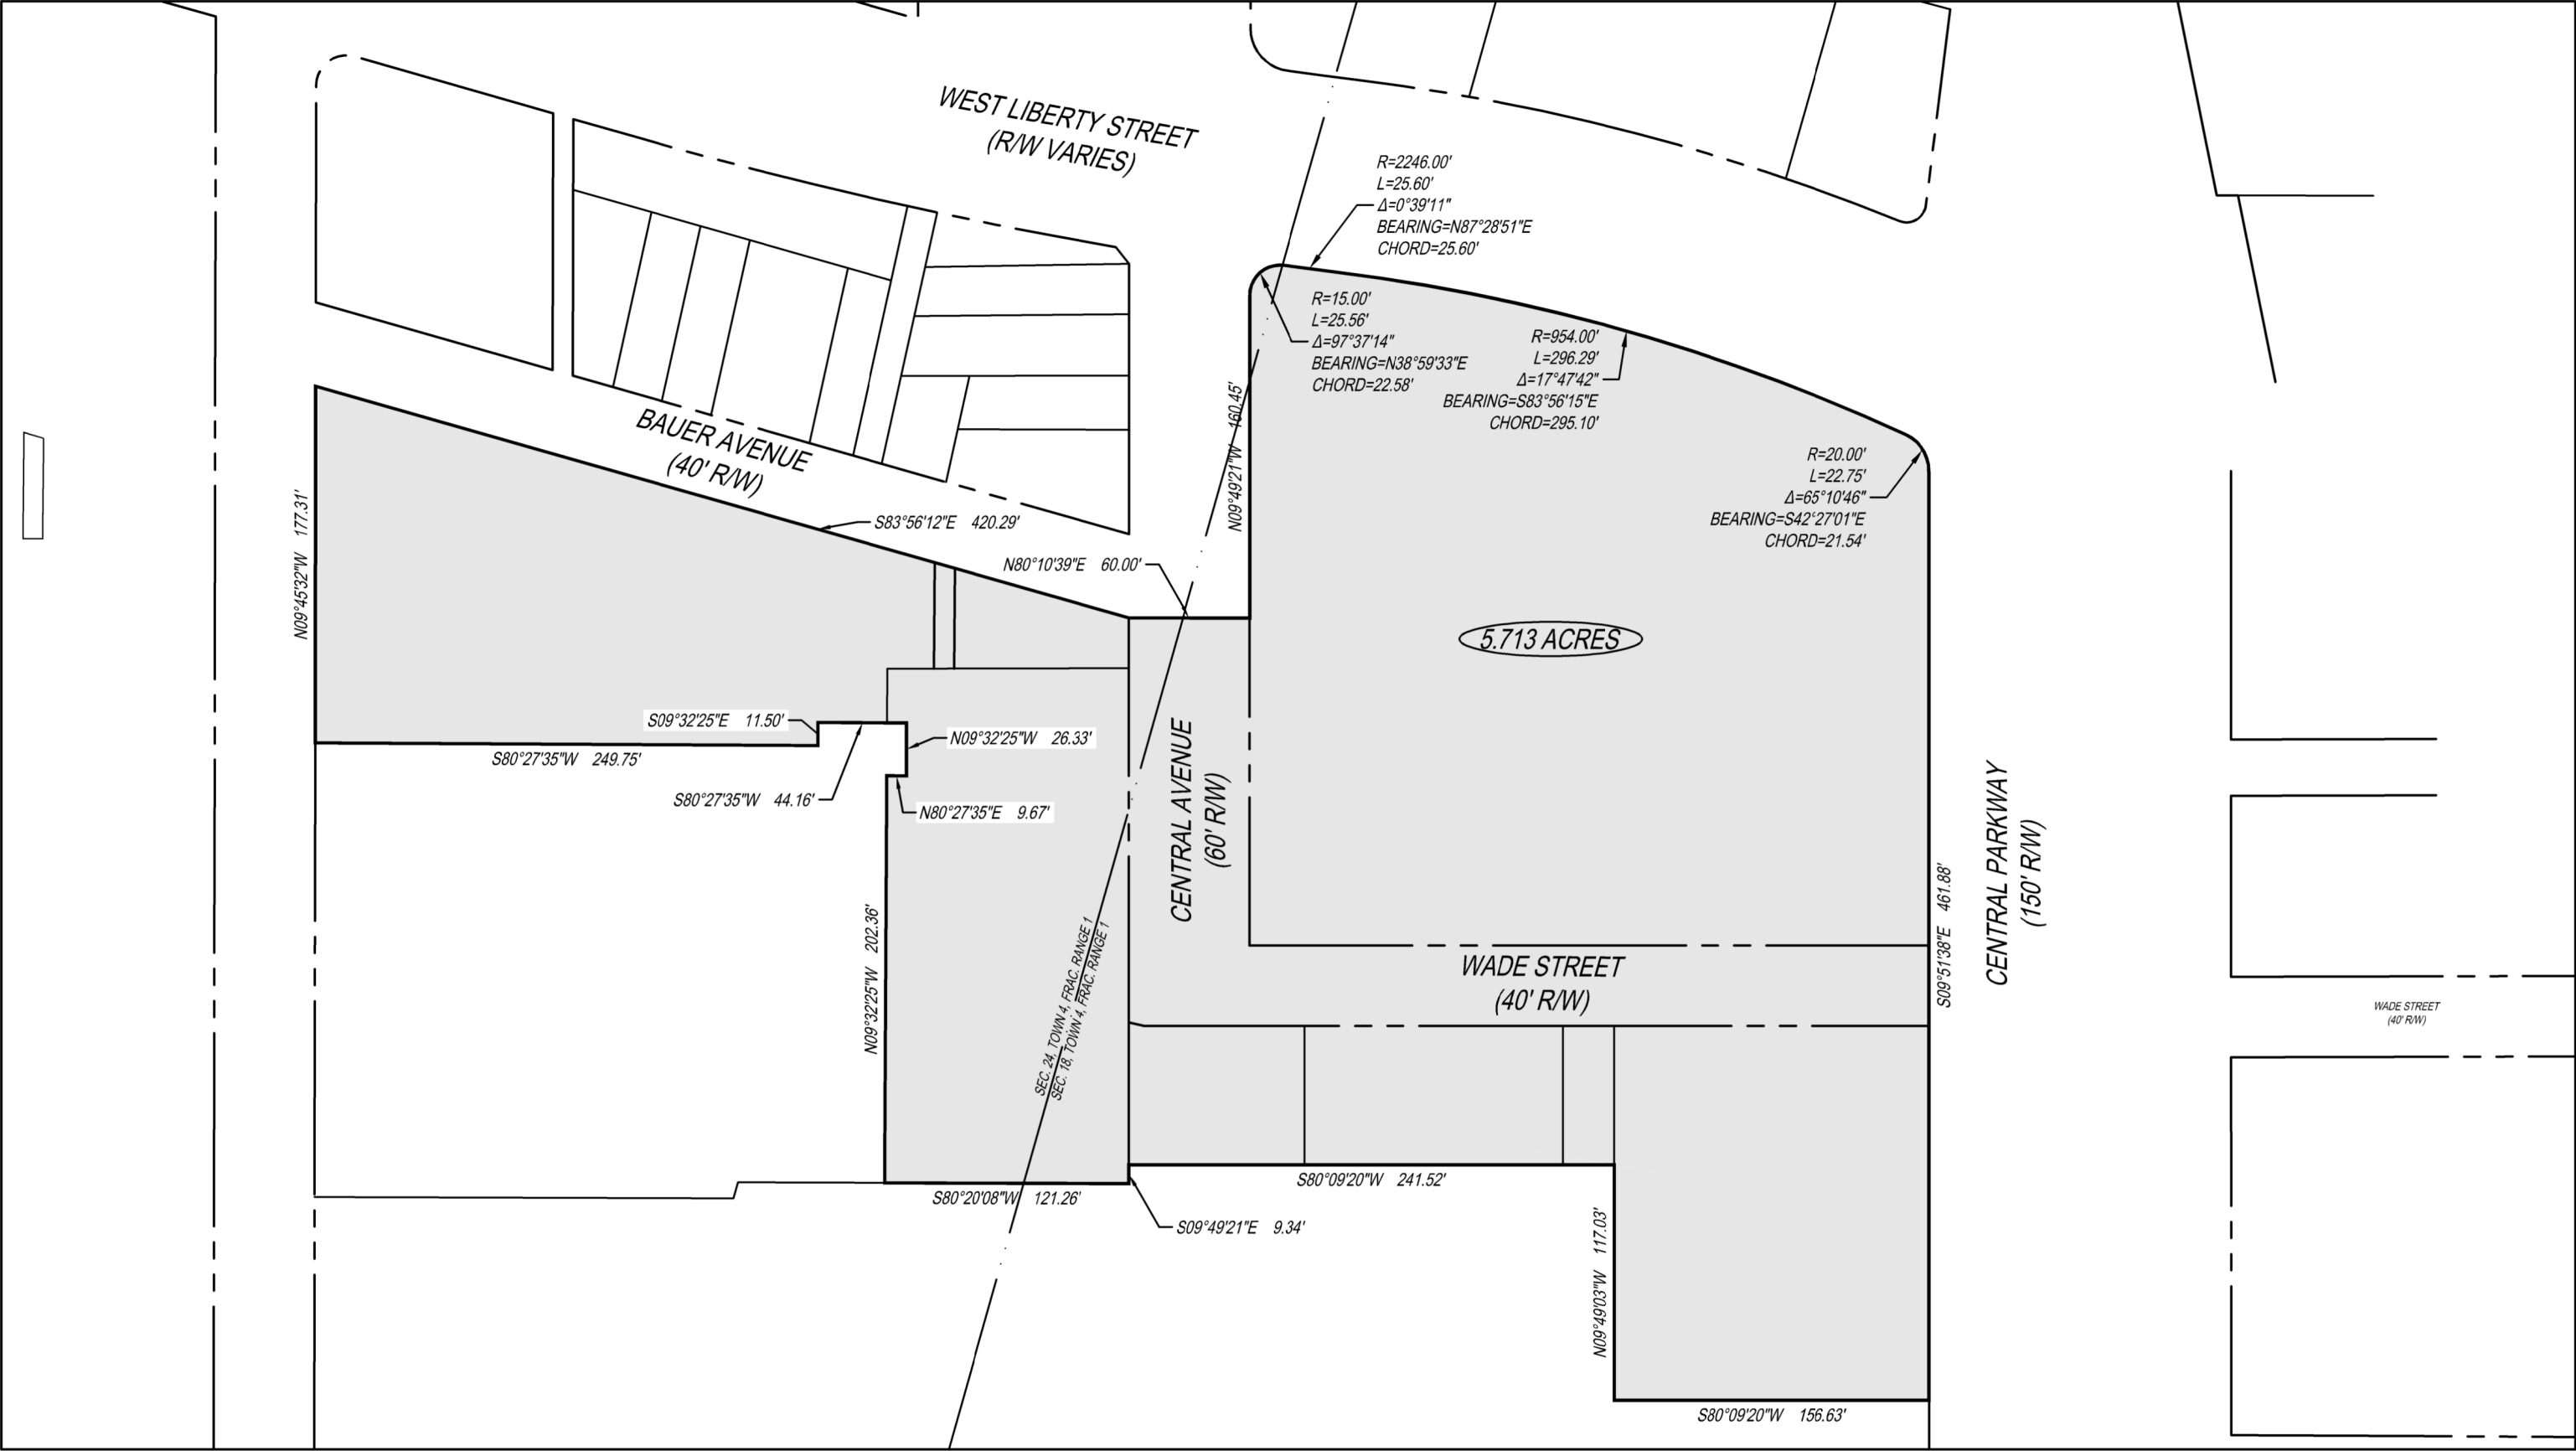 WEST LIBERTY STREET
(R/W VARIES)
R=2246.00'
L=25.60'
Δ=0°39'11"
BEARING=N87°28'51"E
CHORD=25.60'
R=15.00'
L=25.56'
Δ=97°37'14"
BEARING=N38°59'33"E
CHORD=22.58'
R=954.00'
L=296.29'
Δ=17°47'42"
BEARING=S83°56'15"E
CHORD=295.10'
R=20.00'
L=22.75'
Δ=65°10'46"
BEARING=S42°27'01"E
CHORD=21.54'
N09°49'21"W 160.45'
BAUER AVENUE
(40' R/W)
N09°45'32"W 177.31'
S83°56'12"E 420.29'
N80°10'39"E 60.00'
5.713 ACRES
S09°32'25"E 11.50'
N09°32'25"W 26.33'
S80°27'35"W 249.75'
S80°27'35"W 44.16'
N80°27'35"E 9.67'
CENTRAL AVENUE
(60' R/W)
CENTRAL PARKWAY
(150' R/W)
S09°51'38"E 461.88'
N09°32'25"W 202.36'
SEC. 24, TOWN 4, FRAC. RANGE 1
SEC. 18, TOWN 4, FRAC. RANGE 1
WADE STREET
(40' R/W)
WADE STREET
(40' R/W)
S80°20'08"W 121.26'
S80°09'20"W 241.52'
S09°49'21"E 9.34'
N09°49'03"W 117.03'
S80°09'20"W 156.63'